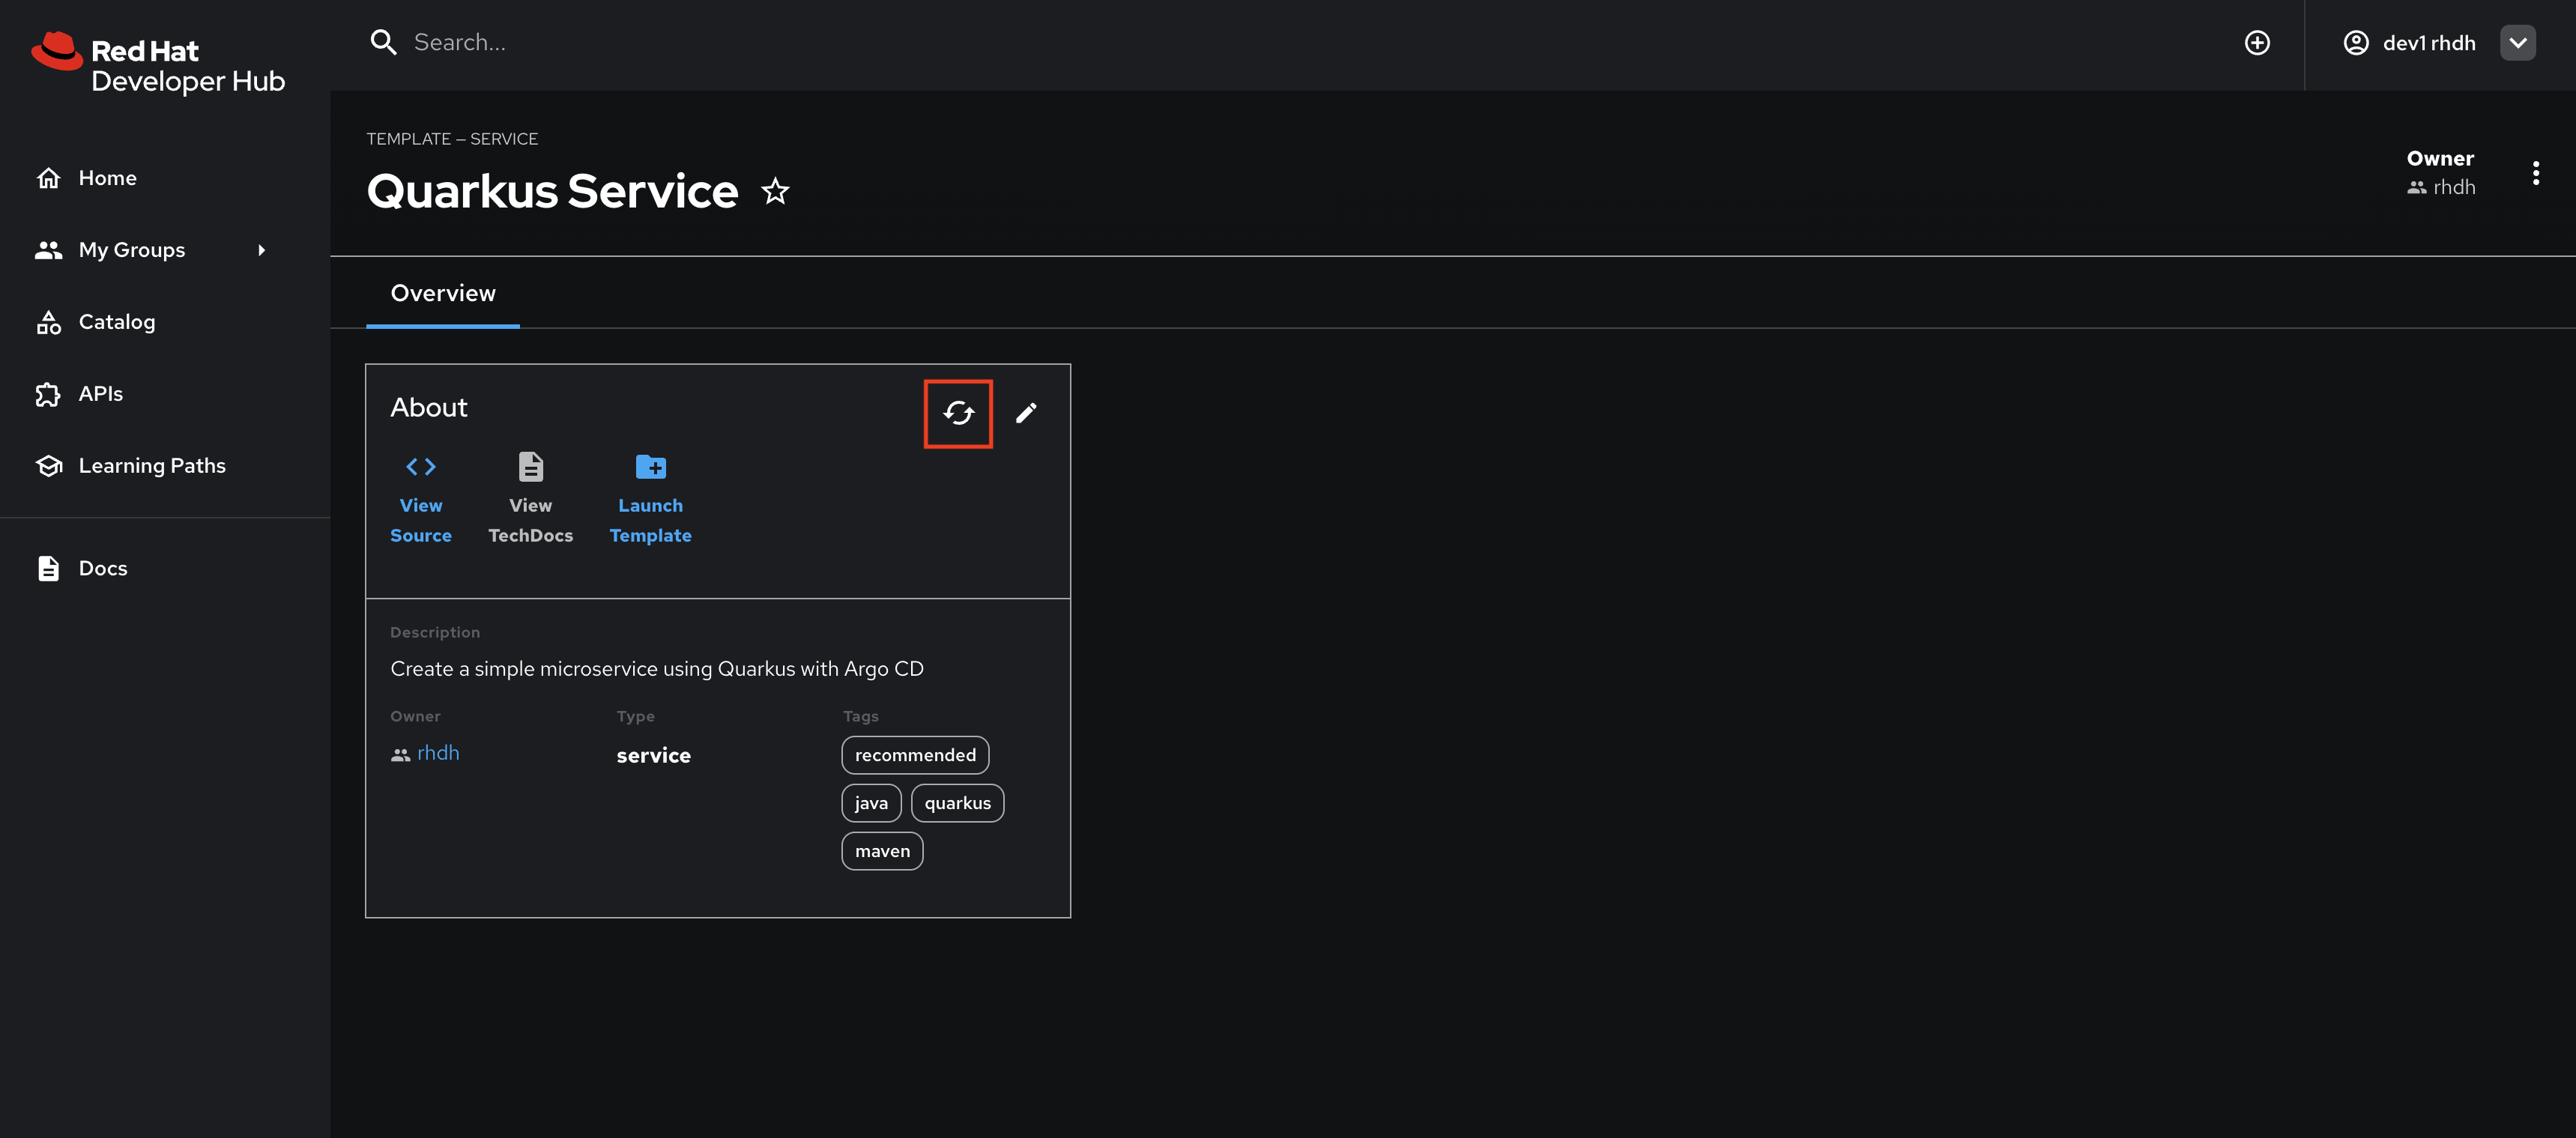 Red Hat
Developer Hub
Search...
dev1 rhdh
Home
My Groups
Catalog
APIs
Learning Paths
Docs
TEMPLATE — SERVICE
Quarkus Service
Owner
rhdh
Overview
About
View
Source
View
TechDocs
Launch
Template
Description
Create a simple microservice using Quarkus with Argo CD
Owner
rhdh
Type
service
Tags
recommended
java quarkus
maven